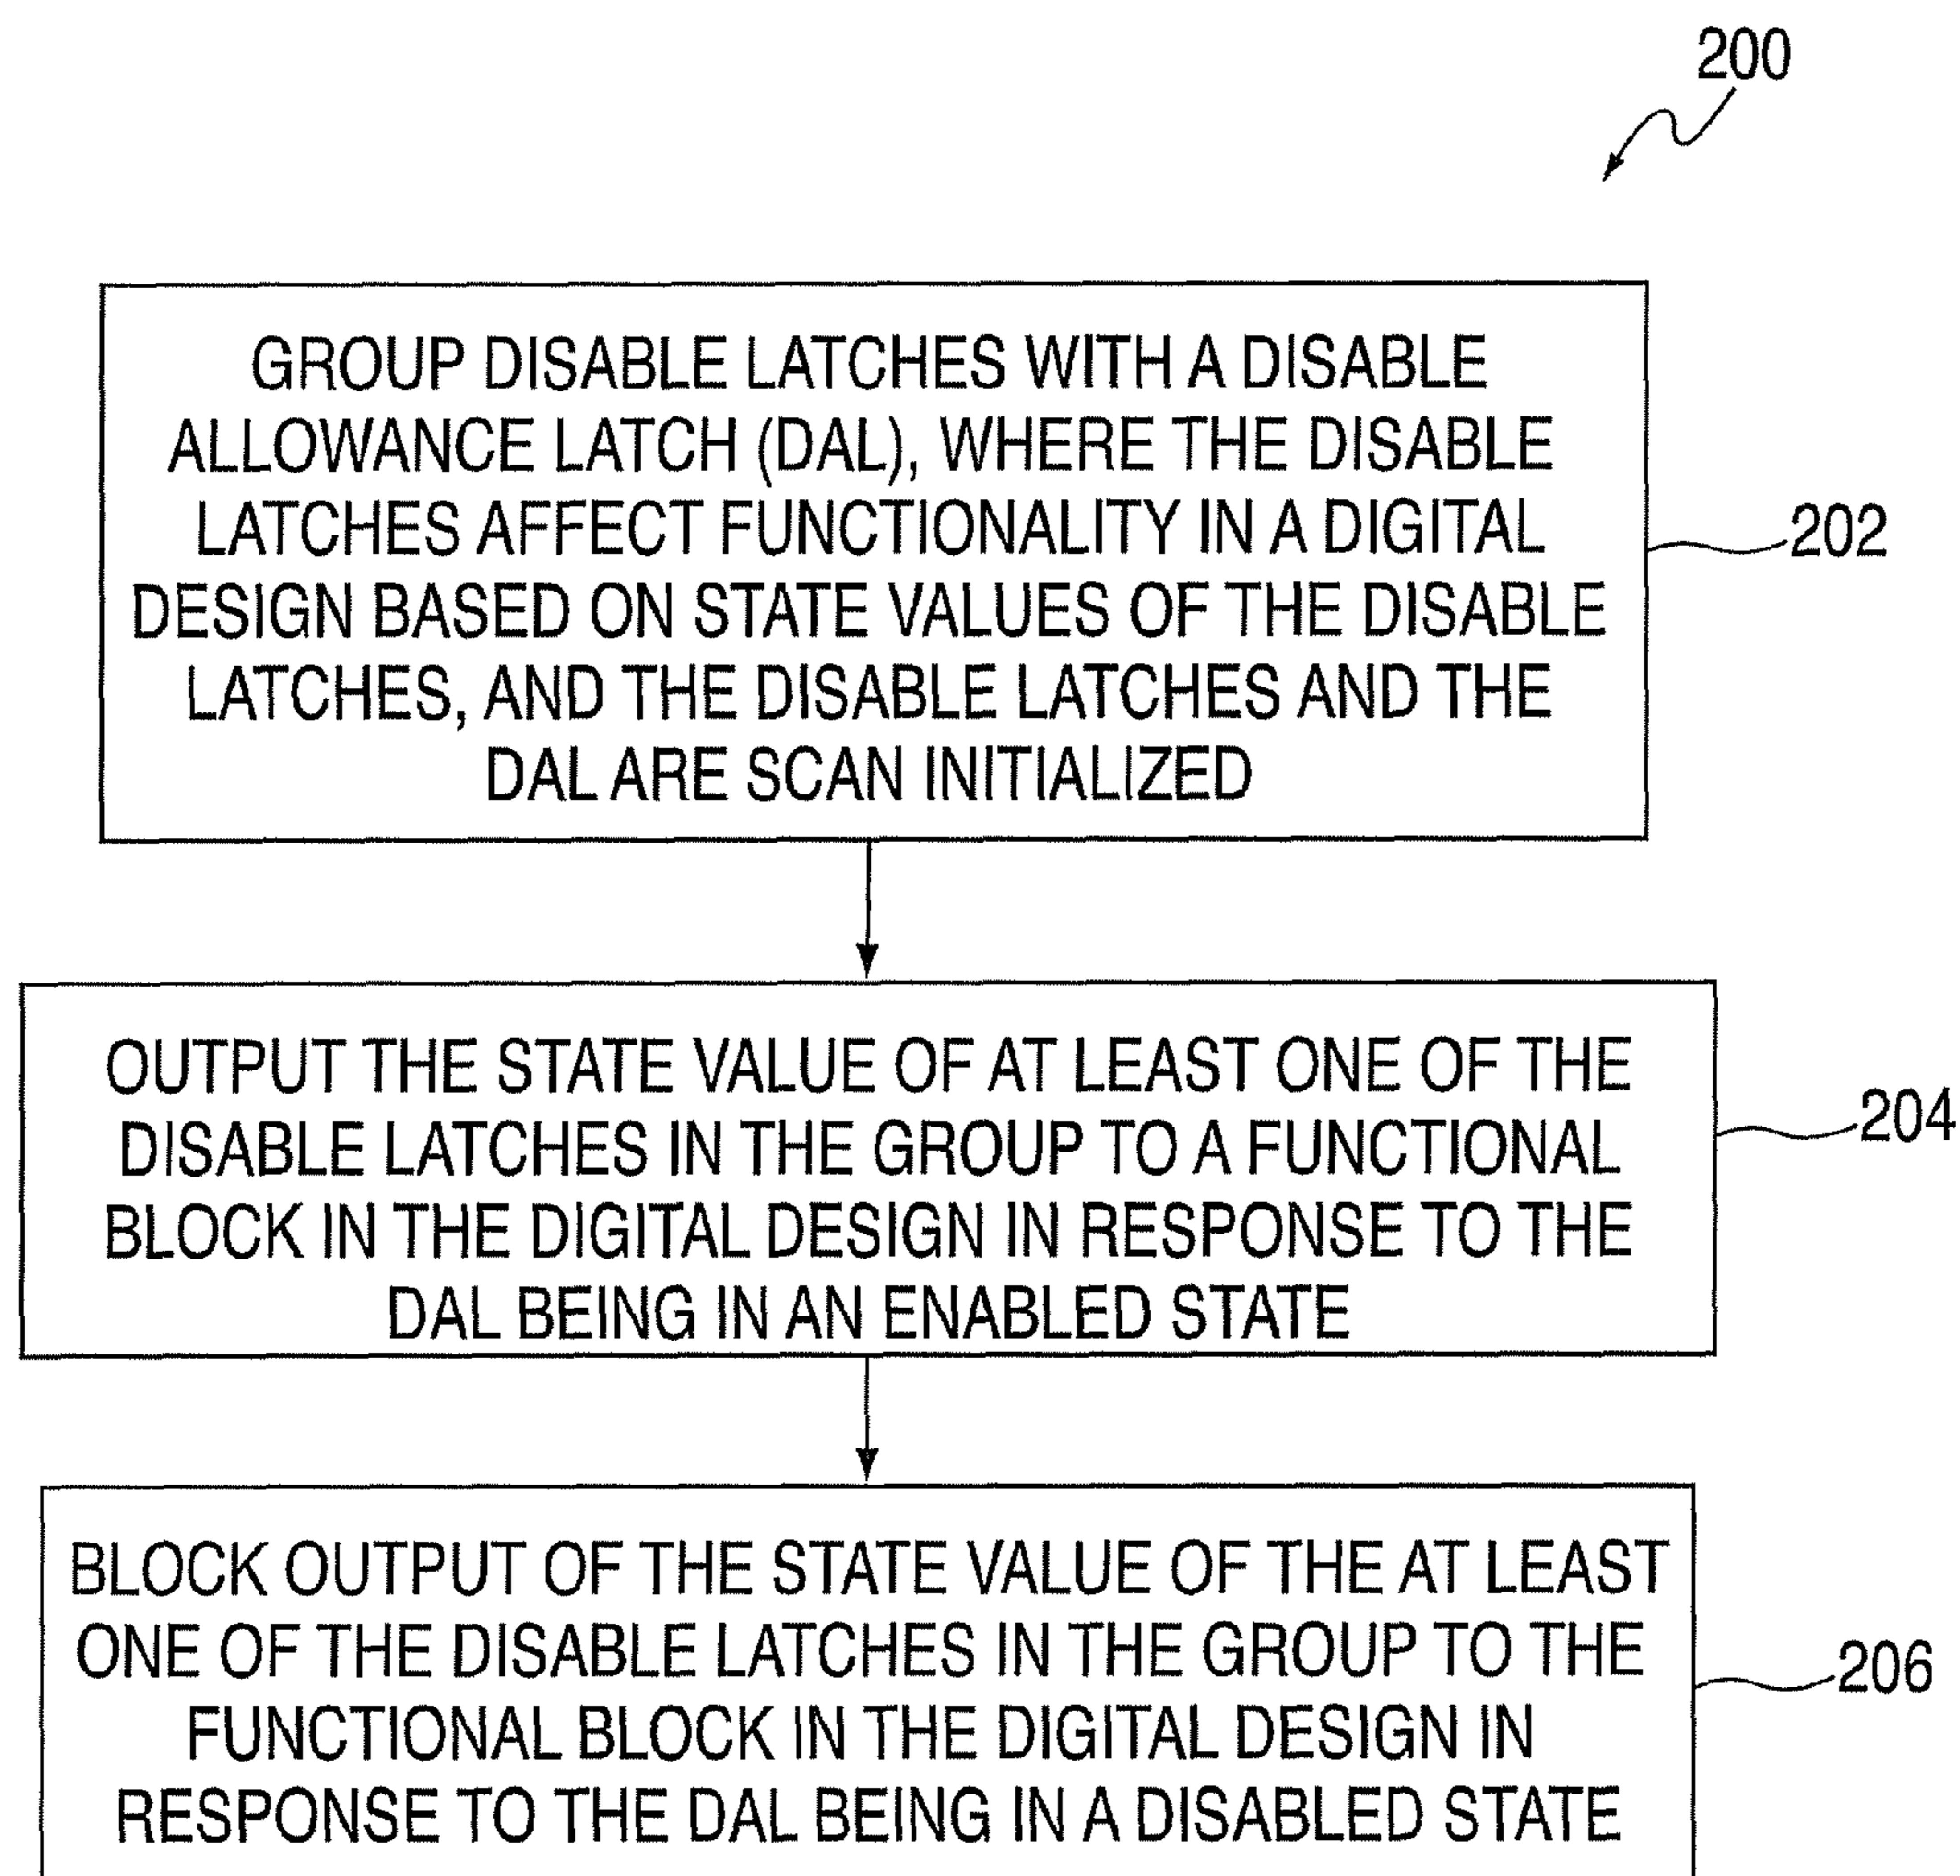 200
GROUP DISABLE LATCHES WITH A DISABLE
ALLOWANCE LATCH (DAL), WHERE THE DISABLE
LATCHES AFFECT FUNCTIONALITY IN A DIGITAL
DESIGN BASED ON STATE VALUES OF THE DISABLE
LATCHES, AND THE DISABLE LATCHES AND THE
DAL ARE SCAN INITIALIZED
202
OUTPUT THE STATE VALUE OF AT LEAST ONE OF THE
DISABLE LATCHES IN THE GROUP TO A FUNCTIONAL
BLOCK IN THE DIGITAL DESIGN IN RESPONSE TO THE
DAL BEING IN AN ENABLED STATE
204
BLOCK OUTPUT OF THE STATE VALUE OF THE AT LEAST
ONE OF THE DISABLE LATCHES IN THE GROUP TO THE
FUNCTIONAL BLOCK IN THE DIGITAL DESIGN IN
RESPONSE TO THE DAL BEING IN A DISABLED STATE
206